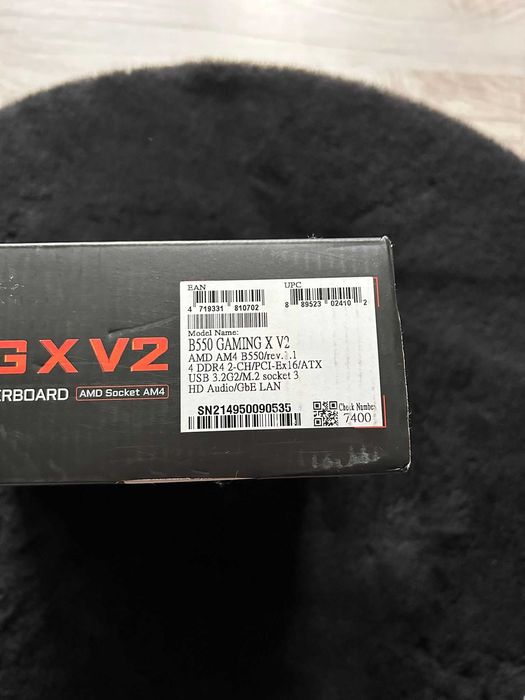 G X V2
ERBOARD
AMD Socket AM4
EAN
UPC
4 719331 810702
8 89523 02410 2
Model Name:
B550 GAMING X V2
AMD AM4 B550/rev.1.1
4 DDR4 2-CH/PCI-Ex16/ATX
USB 3.2G2/M.2 socket 3
HD Audio/GbE LAN
SN214950090535
Check Number
7400